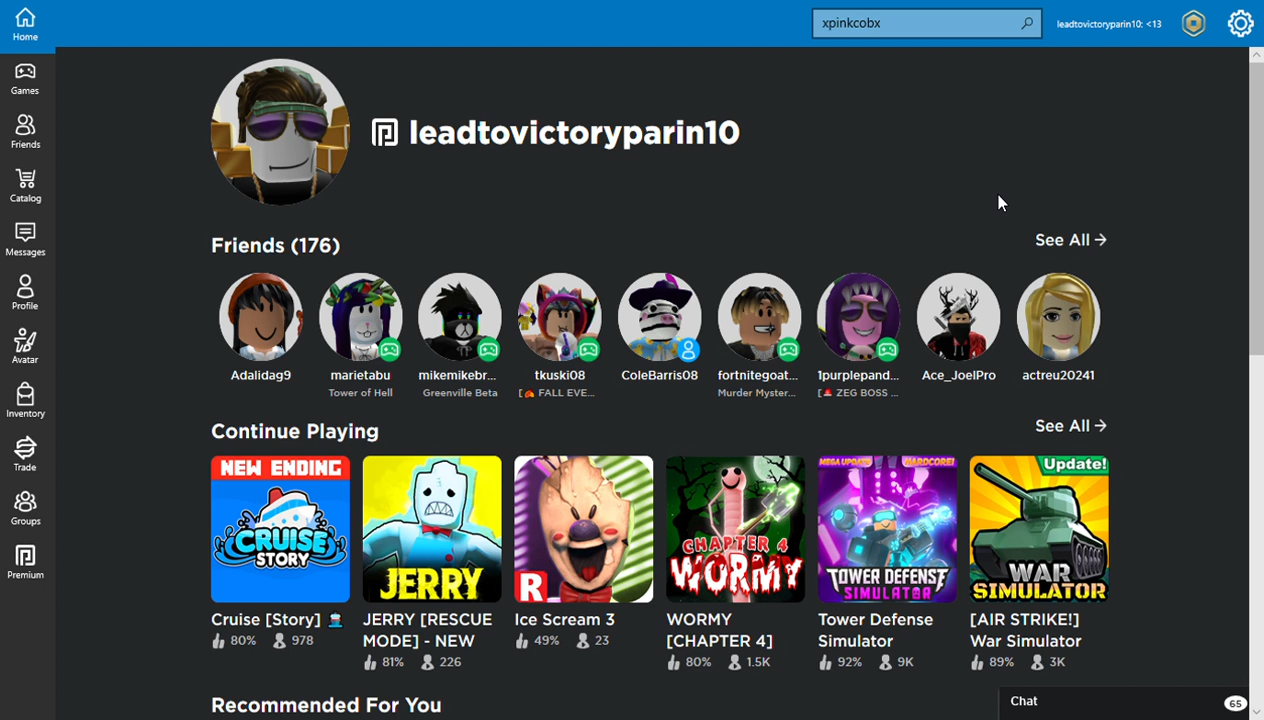 Home
xpinkcobx
leadtovictoryparin10: <13
Games
Friends
Catalog
Messages
Profile
Avatar
Inventory
Trade
Groups
Premium
leadtovictoryparin10
Friends (176)
See All →
Adalidag9 marietabu mikemikebr... tkuski08 ColeBarris08 fortnitegoat... 1purplepand... Ace_JoelPro actreu20241
Tower of Hell Greenville Beta [🍂 FALL EVE... Murder Myster... [🚨 ZEG BOSS ...
Continue Playing
See All →
NEW ENDING
CRUISE
STORY
JERRY
R
CHAPTER 4
WORMY
MEGA UPDATE HARDCORE!
TOWER DEFENSE
SIMULATOR
Update!
WAR
SIMULATOR
Cruise [Story]
80% 978
JERRY [RESCUE
MODE] - NEW
81% 226
Ice Scream 3
49% 23
WORMY
[CHAPTER 4]
80% 1.5K
Tower Defense
Simulator
92% 9K
[AIR STRIKE!]
War Simulator
89% 3K
Recommended For You
Chat
65